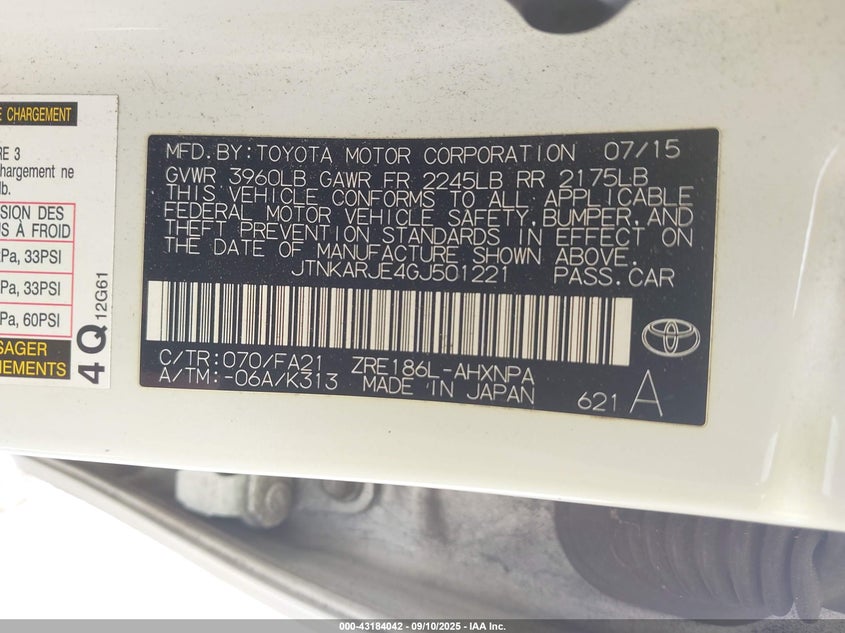 E CHARGEMENT
RE 3
chargement ne
lb.
SION DES
US À FROID
Pa, 33PSI
Pa, 33PSI
Pa, 60PSI
SAGER
NEMENTS
4Q 12G61
MFD.BY:TOYOTA MOTOR CORPORATION 07/15
GVWR 3960LB GAWR FR 2245LB RR 2175LB
THIS VEHICLE CONFORMS TO ALL APPLICABLE
FEDERAL MOTOR VEHICLE SAFETY,BUMPER,AND
THEFT PREVENTION STANDARDS IN EFFECT ON
THE DATE OF MANUFACTURE SHOWN ABOVE.
JTNKARJE4GJ501221 PASS.CAR
C/TR:070/FA21 ZRE186L-AHXNPA
A/TM:-06A/K313 MADE IN JAPAN 621 A
000-43184042 - 09/10/2025 - IAA Inc.